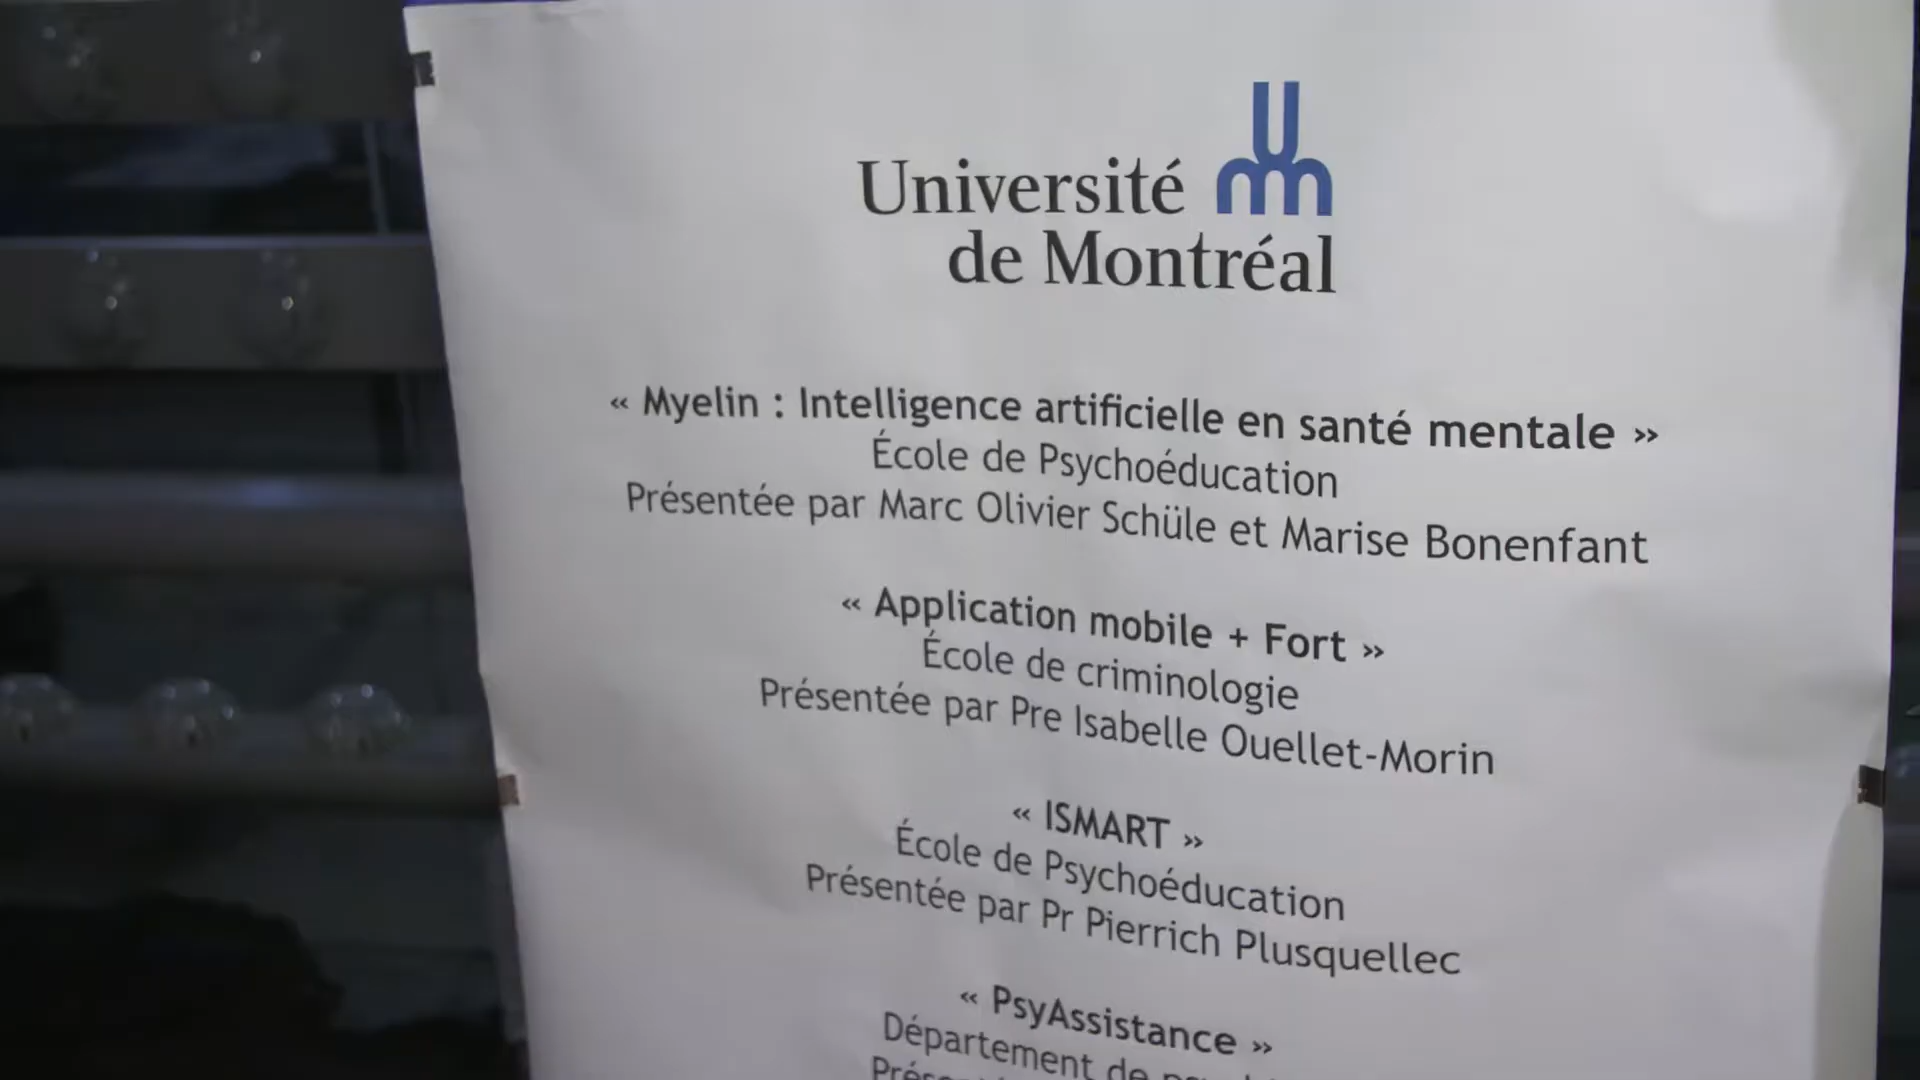 Université
de Montréal
« Myelin : Intelligence artificielle en santé mentale »
École de Psychoéducation
Présentée par Marc Olivier Schüle et Marise Bonenfant
« Application mobile + Fort »
École de criminologie
Présentée par Pre Isabelle Ouellet-Morin
« ISMART »
École de Psychoéducation
Présentée par Pr Pierrich Plusquellec
« PsyAssistance »
Département de